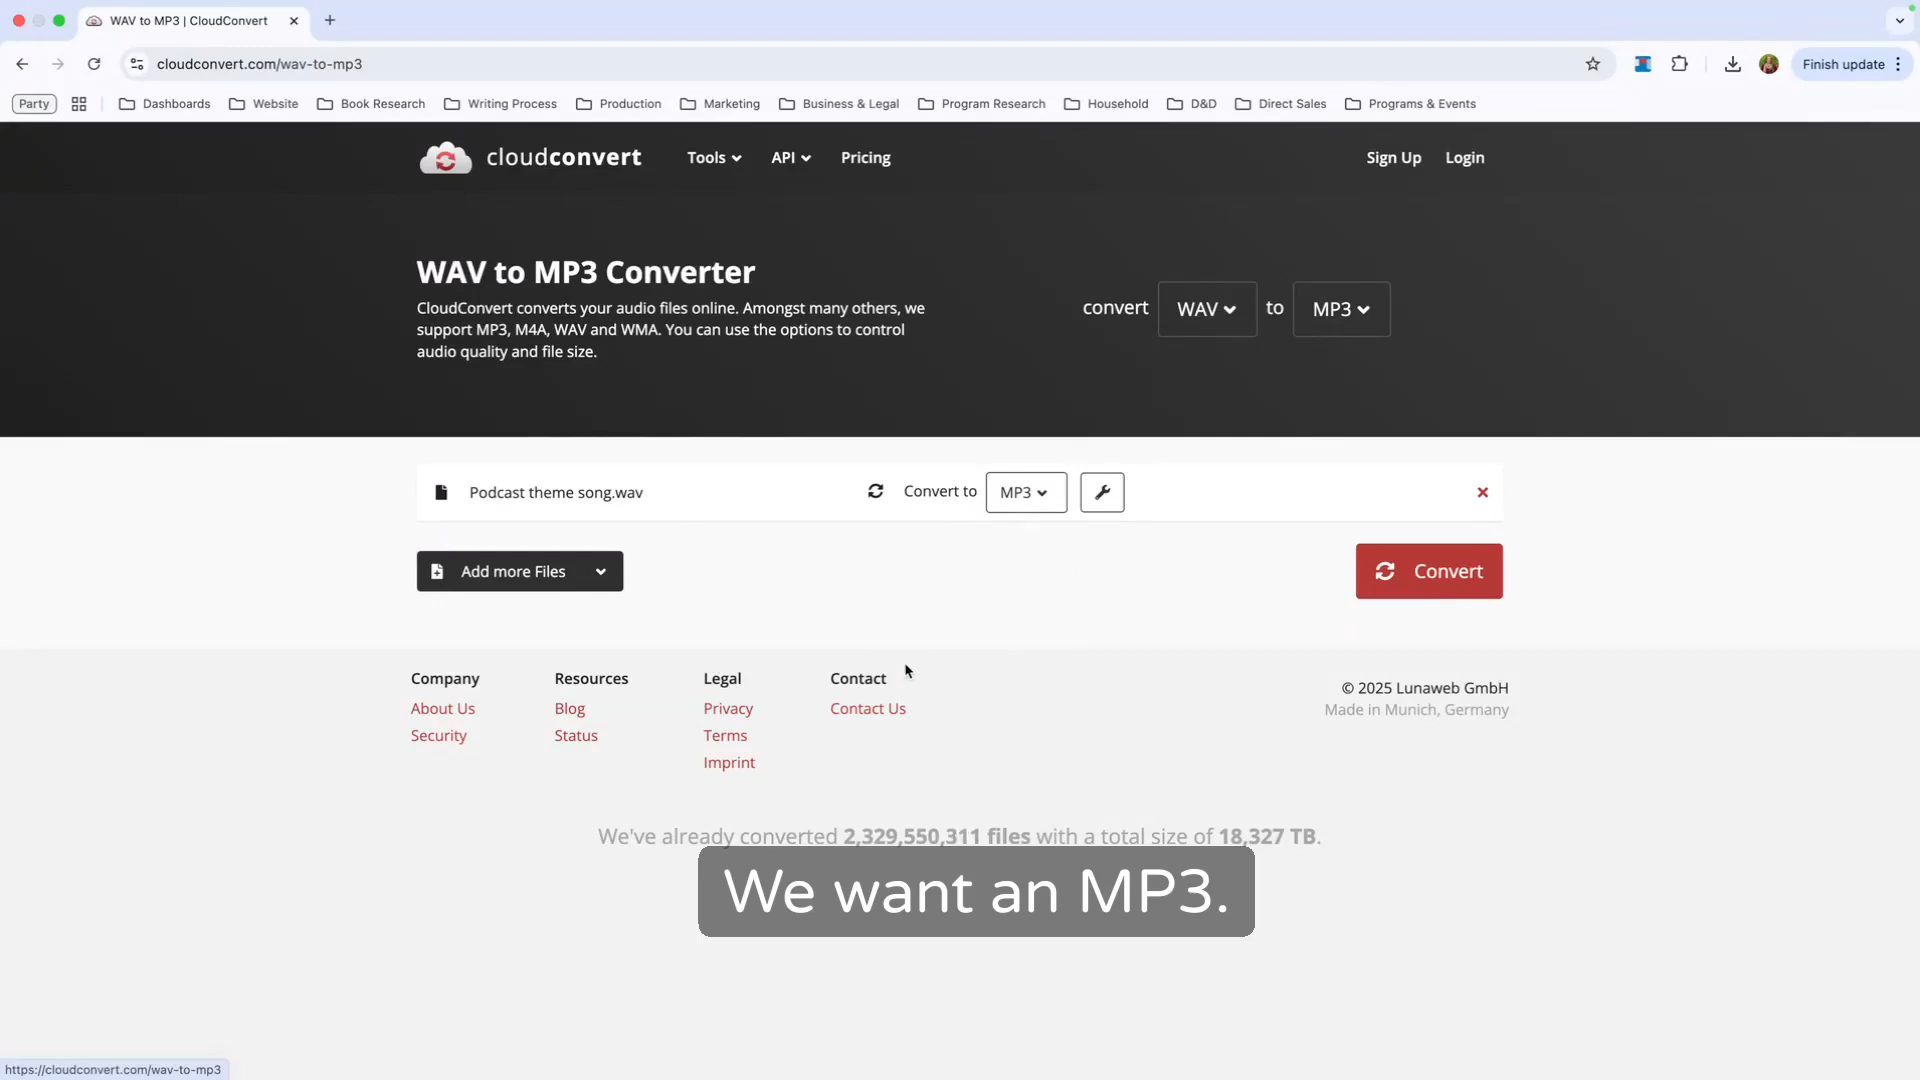 WAV to MP3 | CloudConvert
cloudconvert.com/wav-to-mp3
Finish update
Party
Dashboards
Website
Book Research
Writing Process
Production
Marketing
Business & Legal
Program Research
Household
D&D
Direct Sales
Programs & Events
cloudconvert
Tools
API
Pricing
Sign Up
Login
WAV to MP3 Converter
CloudConvert converts your audio files online. Amongst many others, we
support MP3, M4A, WAV and WMA. You can use the options to control
audio quality and file size.
convert WAV to MP3
Podcast theme song.wav
Convert to MP3
Add more Files
Convert
Company
About Us
Security
Resources
Blog
Status
Legal
Privacy
Terms
Imprint
Contact
Contact Us
© 2025 Lunaweb GmbH
Made in Munich, Germany
We've already converted 2,329,550,311 files with a total size of 18,327 TB.
We want an MP3.
https://cloudconvert.com/wav-to-mp3